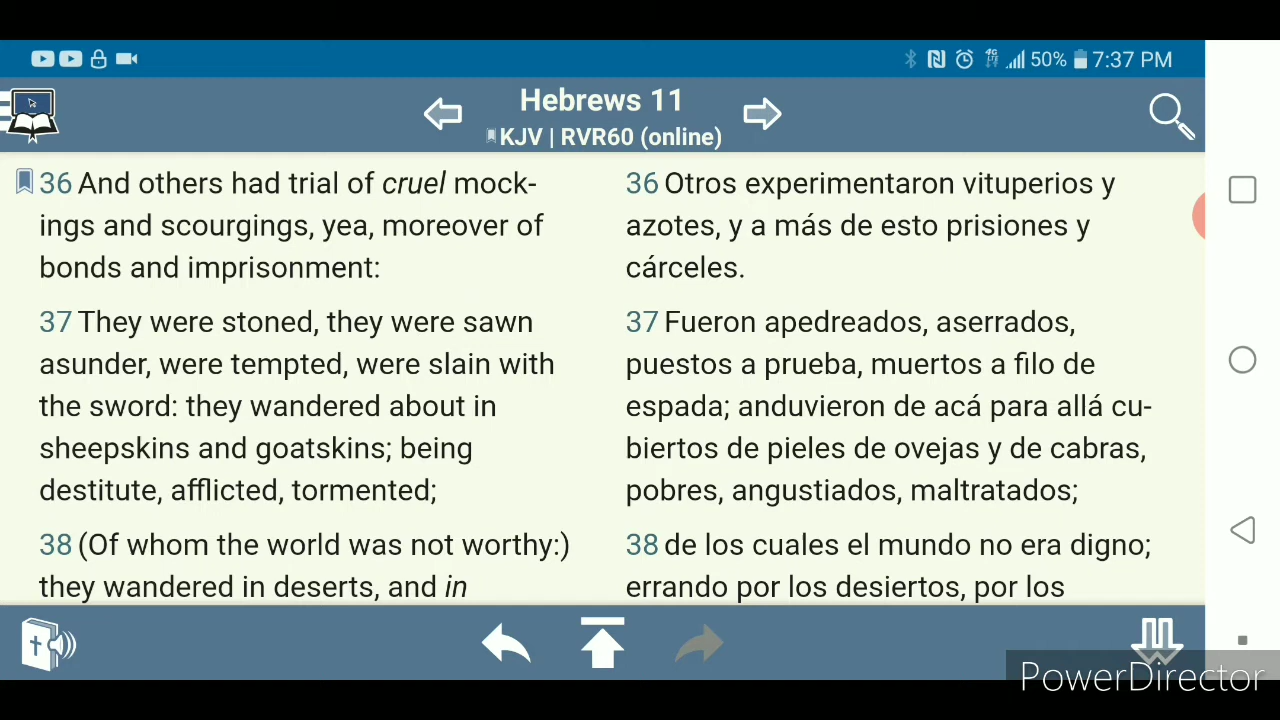 50% 7:37 PM
Hebrews 11
KJV | RVR60 (online)
36 And others had trial of cruel mock-
ings and scourgings, yea, moreover of
bonds and imprisonment:
37 They were stoned, they were sawn
asunder, were tempted, were slain with
the sword: they wandered about in
sheepskins and goatskins; being
destitute, afflicted, tormented;
38 (Of whom the world was not worthy:)
they wandered in deserts, and in
36 Otros experimentaron vituperios y
azotes, y a más de esto prisiones y
cárceles.
37 Fueron apedreados, aserrados,
puestos a prueba, muertos a filo de
espada; anduvieron de acá para allá cu-
biertos de pieles de ovejas y de cabras,
pobres, angustiados, maltratados;
38 de los cuales el mundo no era digno;
errando por los desiertos, por los
PowerDirector